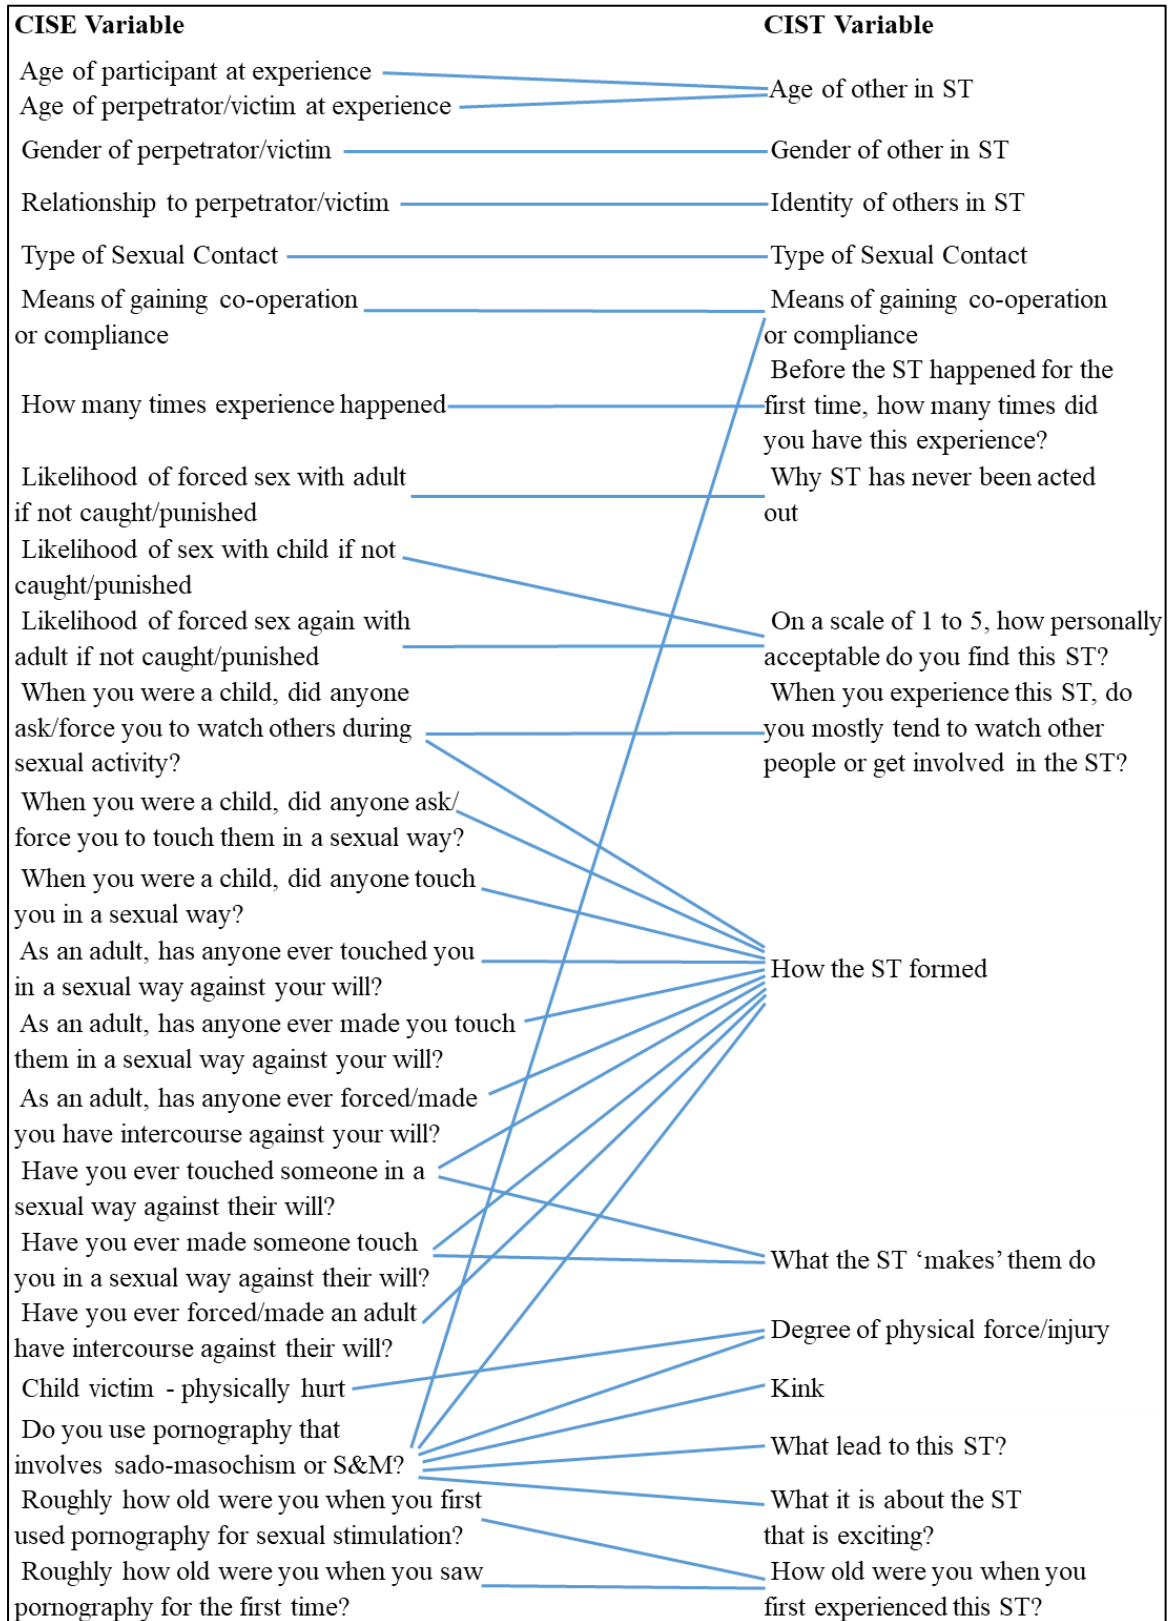 CISE Variable
Age of participant at experience
Age of perpetrator/victim at experience
Gender of perpetrator/victim
Relationship to perpetrator/victim
Type of Sexual Contact
Means of gaining co-operation
or compliance
How many times experience happened
Likelihood of forced sex with adult
if not caught/punished
Likelihood of sex with child if not
caught/punished
Likelihood of forced sex again with
adult if not caught/punished
When you were a child, did anyone
ask/force you to watch others during
sexual activity?
When you were a child, did anyone ask/
force you to touch them in a sexual way?
When you were a child, did anyone touch
you in a sexual way?
As an adult, has anyone ever touched you
in a sexual way against your will?
As an adult, has anyone ever made you touch
them in a sexual way against your will?
As an adult, has anyone ever forced/made
you have intercourse against your will?
Have you ever touched someone in a
sexual way against their will?
Have you ever made someone touch
you in a sexual way against their will?
Have you ever forced/made an adult
have intercourse against their will?
Child victim - physically hurt
Do you use pornography that
involves sado-masochism or S&M?
Roughly how old were you when you first
used pornography for sexual stimulation?
Roughly how old were you when you saw
pornography for the first time?
CIST Variable
Age of other in ST
Gender of other in ST
Identity of others in ST
Type of Sexual Contact
Means of gaining co-operation
or compliance
Before the ST happened for the
first time, how many times did
you have this experience?
Why ST has never been acted
out
On a scale of 1 to 5, how personally
acceptable do you find this ST?
When you experience this ST, do
you mostly tend to watch other
people or get involved in the ST?
How the ST formed
What the ST ‘makes’ them do
Degree of physical force/injury
Kink
What lead to this ST?
What it is about the ST
that is exciting?
How old were you when you
first experienced this ST?